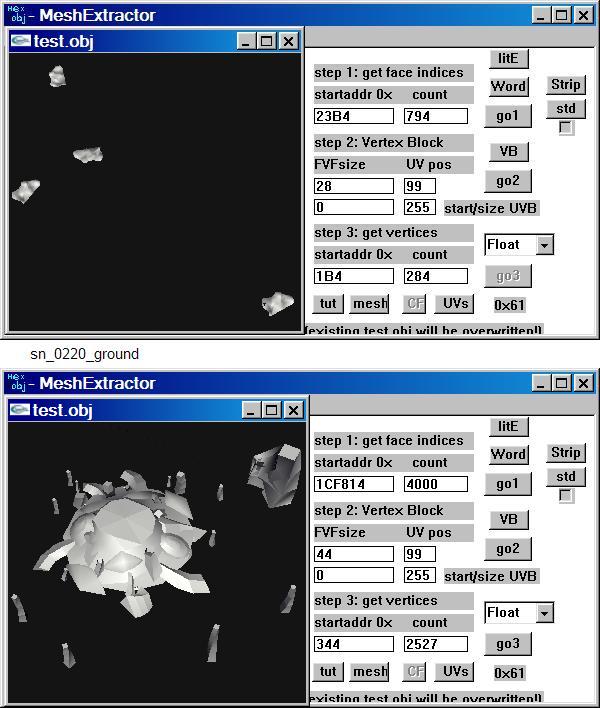 Hex obj - MeshExtractor
test.obj
litE
step 1: get face indices
Word Strip
startaddr 0x count
std
23B4 794 go1
step 2: Vertex Block
VB
FVFsize UV pos
28 99 go2
0 255 start/size UVB
step 3: get vertices
Float
startaddr 0x count
1B4 284 go3
tut mesh CF UVs 0x61
(existing test.obj will be overwritten!)
sn_0220_ground
Hex obj - MeshExtractor
test.obj
litE
step 1: get face indices
Word Strip
startaddr 0x count
std
1CF814 4000 go1
step 2: Vertex Block
VB
FVFsize UV pos
44 99 go2
0 255 start/size UVB
step 3: get vertices
Float
startaddr 0x count
344 2527 go3
tut mesh CF UVs 0x61
existing test.obj will be overwritten!)